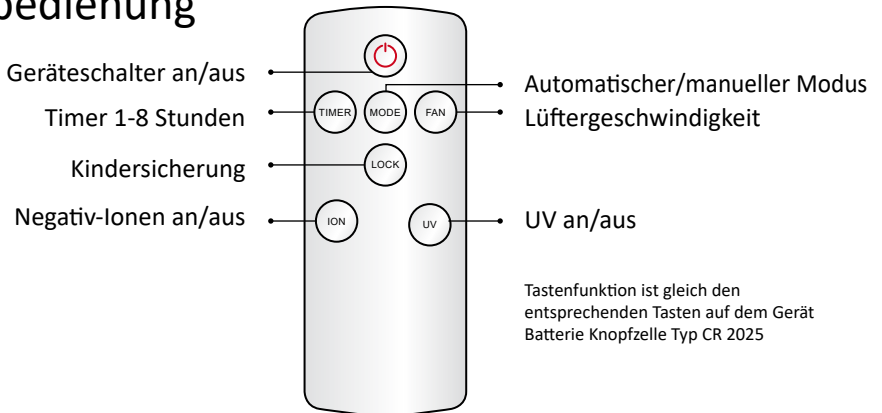 bedienung
Geräteschalter an/aus
Automatischer/manueller Modus
TIMER
MODE
FAN
Timer 1-8 Stunden
Lüftergeschwindigkeit
LOCK
Kindersicherung
ION
UV
Negativ-Ionen an/aus
UV an/aus
Tastenfunktion ist gleich den
entsprechenden Tasten auf dem Gerät
Batterie Knopfzelle Typ CR 2025